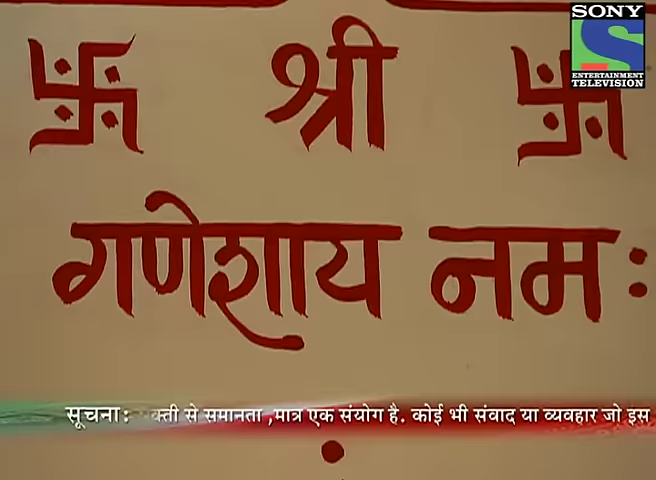 SONY
ENTERTAINMENT
TELEVISION
श्री
गणेशाय नमः
सूचना: क्ती से समानता ,मात्र एक संयोग है. कोई भी संवाद या व्यवहार जो इस